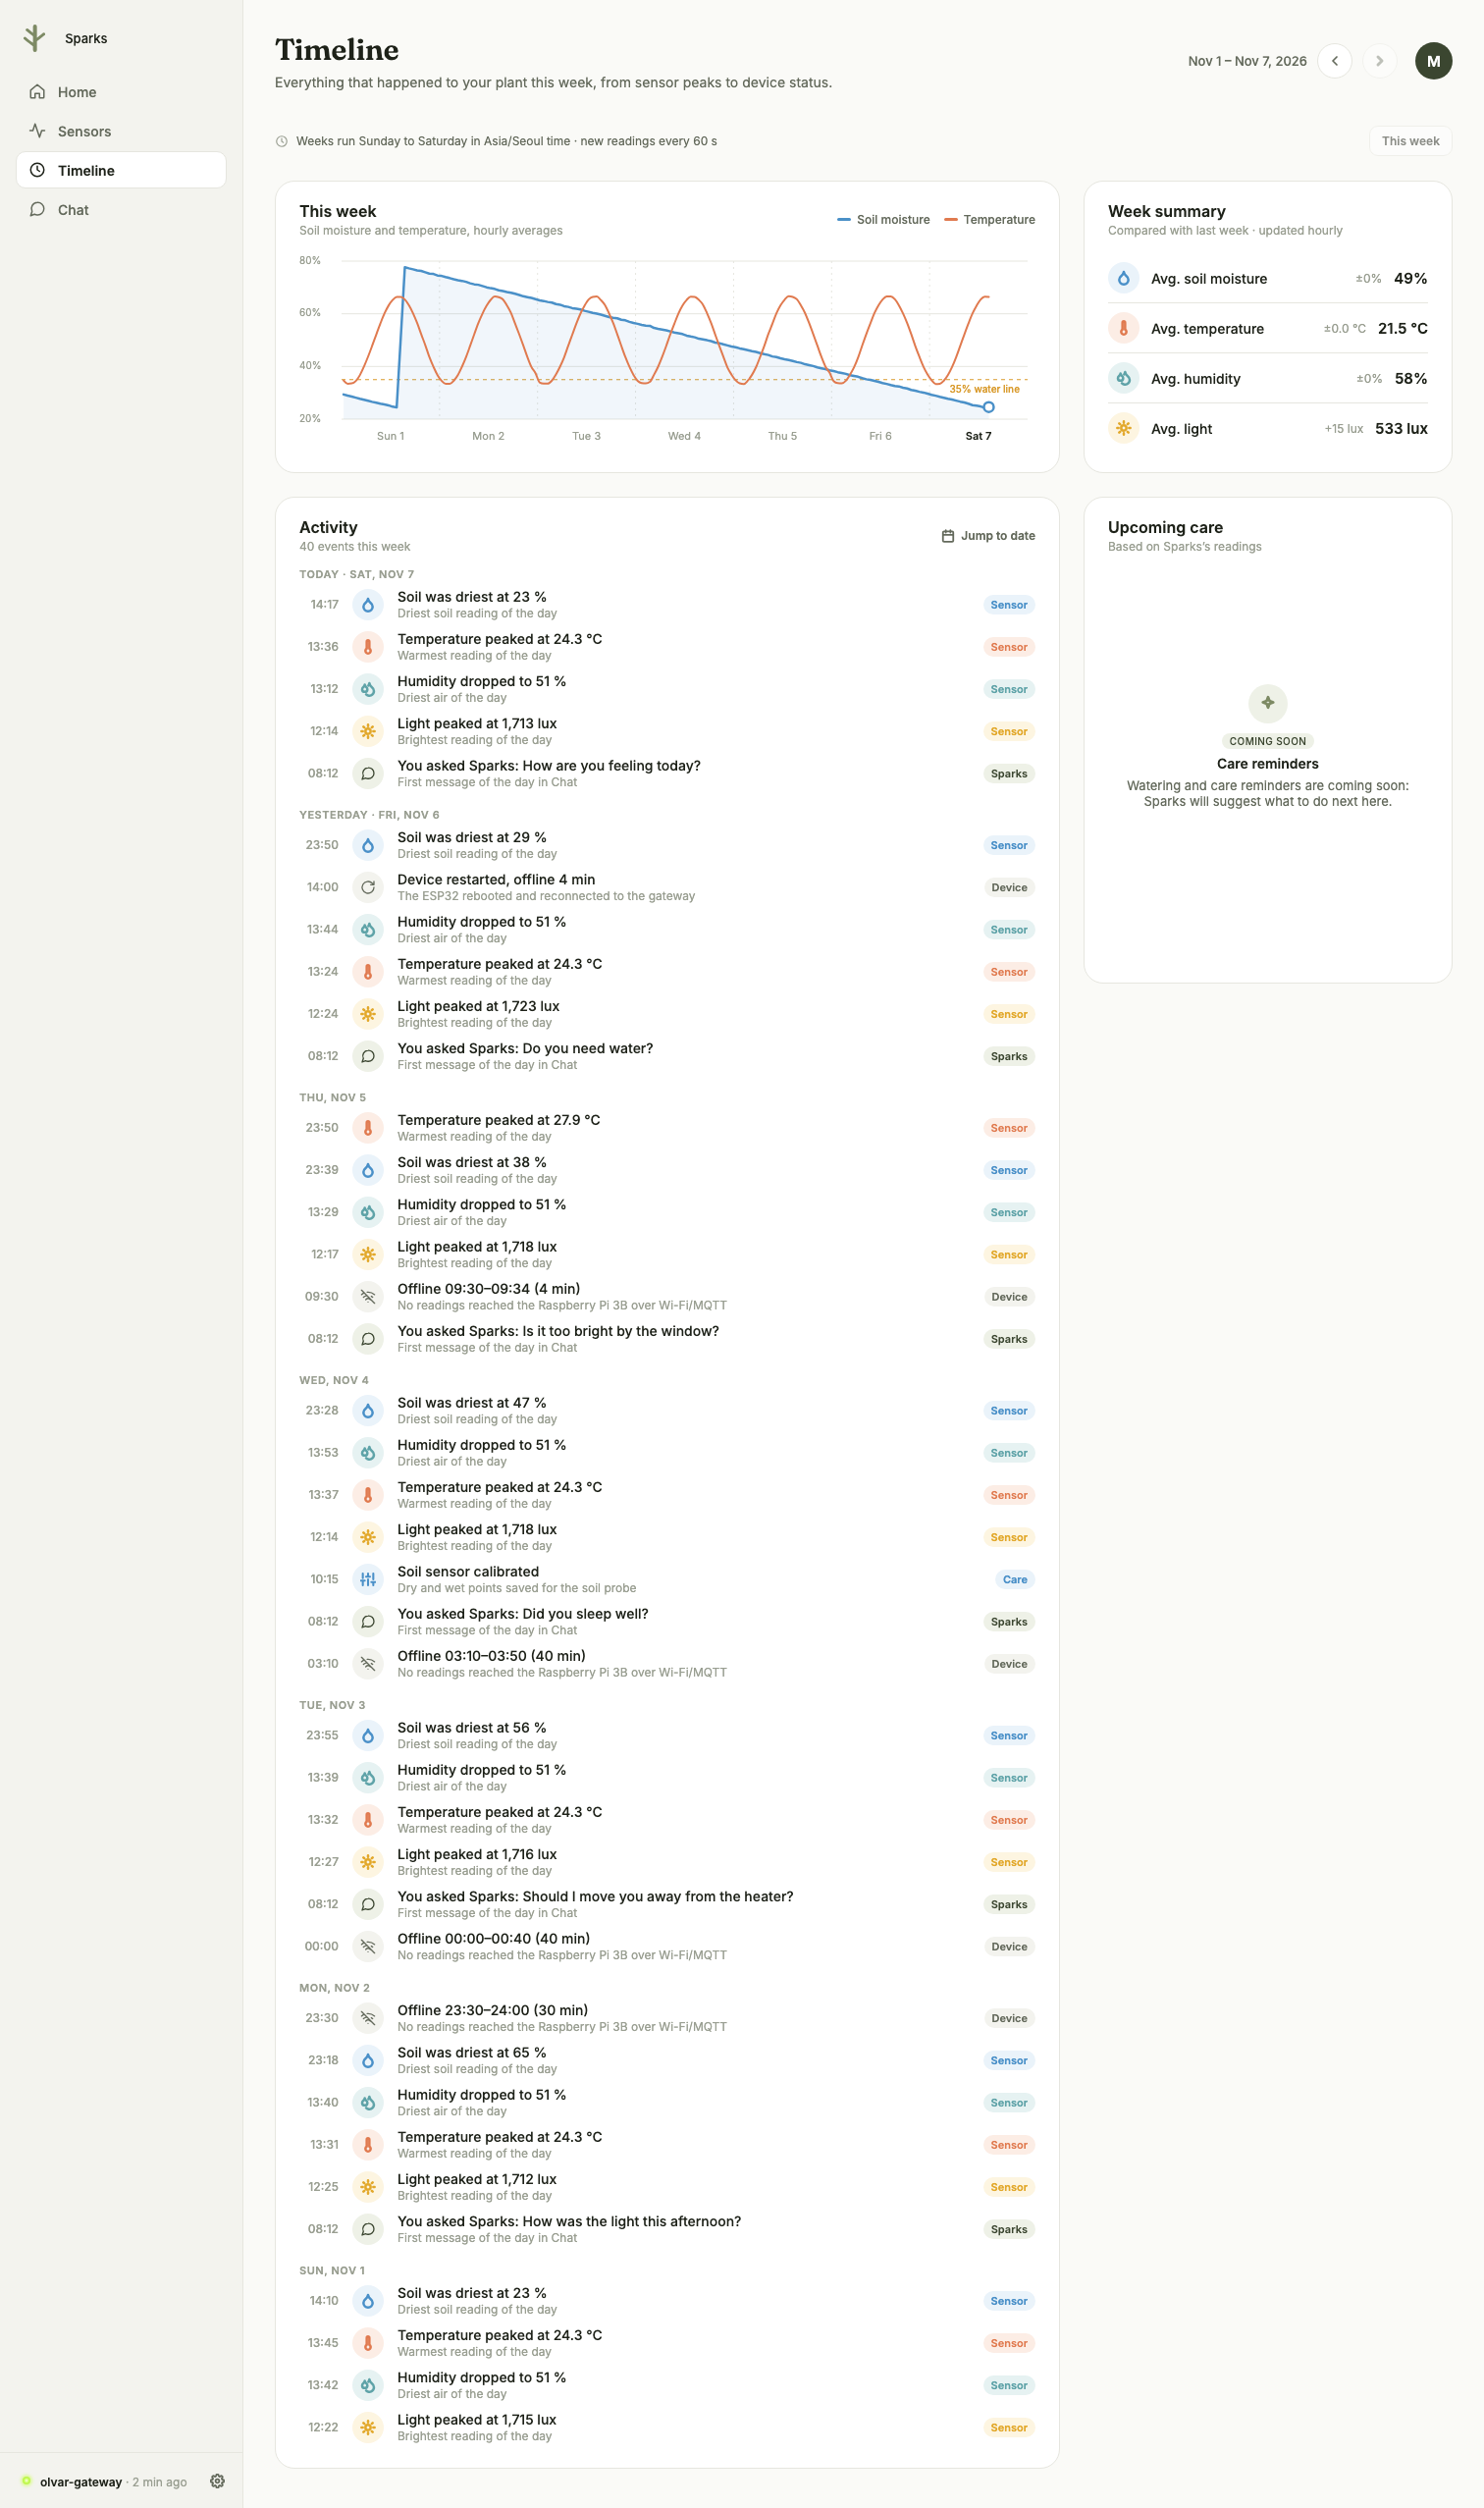 Sparks
Home
Sensors
Timeline
Chat
Timeline
Everything that happened to your plant this week, from sensor peaks to device status.
Nov 1 – Nov 7, 2026
M
Weeks run Sunday to Saturday in Asia/Seoul time · new readings every 60 s
This week
This week
Soil moisture and temperature, hourly averages
Soil moisture
Temperature
80%
60%
40%
20%
35% water line
Sun 1
Mon 2
Tue 3
Wed 4
Thu 5
Fri 6
Sat 7
Week summary
Compared with last week · updated hourly
Avg. soil moisture ±0% 49%
Avg. temperature ±0.0 °C 21.5 °C
Avg. humidity ±0% 58%
Avg. light +15 lux 533 lux
Activity
40 events this week
Jump to date
TODAY · SAT, NOV 7
14:17 Soil was driest at 23 % Sensor
Driest soil reading of the day
13:36 Temperature peaked at 24.3 °C Sensor
Warmest reading of the day
13:12 Humidity dropped to 51 % Sensor
Driest air of the day
12:14 Light peaked at 1,713 lux Sensor
Brightest reading of the day
08:12 You asked Sparks: How are you feeling today? Sparks
First message of the day in Chat
YESTERDAY · FRI, NOV 6
23:50 Soil was driest at 29 % Sensor
Driest soil reading of the day
14:00 Device restarted, offline 4 min Device
The ESP32 rebooted and reconnected to the gateway
13:44 Humidity dropped to 51 % Sensor
Driest air of the day
13:24 Temperature peaked at 24.3 °C Sensor
Warmest reading of the day
12:24 Light peaked at 1,723 lux Sensor
Brightest reading of the day
08:12 You asked Sparks: Do you need water? Sparks
First message of the day in Chat
THU, NOV 5
23:50 Temperature peaked at 27.9 °C Sensor
Warmest reading of the day
23:39 Soil was driest at 38 % Sensor
Driest soil reading of the day
13:29 Humidity dropped to 51 % Sensor
Driest air of the day
12:17 Light peaked at 1,718 lux Sensor
Brightest reading of the day
09:30 Offline 09:30–09:34 (4 min) Device
No readings reached the Raspberry Pi 3B over Wi-Fi/MQTT
08:12 You asked Sparks: Is it too bright by the window? Sparks
First message of the day in Chat
WED, NOV 4
23:28 Soil was driest at 47 % Sensor
Driest soil reading of the day
13:53 Humidity dropped to 51 % Sensor
Driest air of the day
13:37 Temperature peaked at 24.3 °C Sensor
Warmest reading of the day
12:14 Light peaked at 1,718 lux Sensor
Brightest reading of the day
10:15 Soil sensor calibrated Care
Dry and wet points saved for the soil probe
08:12 You asked Sparks: Did you sleep well? Sparks
First message of the day in Chat
03:10 Offline 03:10–03:50 (40 min) Device
No readings reached the Raspberry Pi 3B over Wi-Fi/MQTT
TUE, NOV 3
23:55 Soil was driest at 56 % Sensor
Driest soil reading of the day
13:39 Humidity dropped to 51 % Sensor
Driest air of the day
13:32 Temperature peaked at 24.3 °C Sensor
Warmest reading of the day
12:27 Light peaked at 1,716 lux Sensor
Brightest reading of the day
08:12 You asked Sparks: Should I move you away from the heater? Sparks
First message of the day in Chat
00:00 Offline 00:00–00:40 (40 min) Device
No readings reached the Raspberry Pi 3B over Wi-Fi/MQTT
MON, NOV 2
23:30 Offline 23:30–24:00 (30 min) Device
No readings reached the Raspberry Pi 3B over Wi-Fi/MQTT
23:18 Soil was driest at 65 % Sensor
Driest soil reading of the day
13:40 Humidity dropped to 51 % Sensor
Driest air of the day
13:31 Temperature peaked at 24.3 °C Sensor
Warmest reading of the day
12:25 Light peaked at 1,712 lux Sensor
Brightest reading of the day
08:12 You asked Sparks: How was the light this afternoon? Sparks
First message of the day in Chat
SUN, NOV 1
14:10 Soil was driest at 23 % Sensor
Driest soil reading of the day
13:45 Temperature peaked at 24.3 °C Sensor
Warmest reading of the day
13:42 Humidity dropped to 51 % Sensor
Driest air of the day
12:22 Light peaked at 1,715 lux Sensor
Brightest reading of the day
Upcoming care
Based on Sparks's readings
COMING SOON
Care reminders
Watering and care reminders are coming soon:
Sparks will suggest what to do next here.
olvar-gateway · 2 min ago